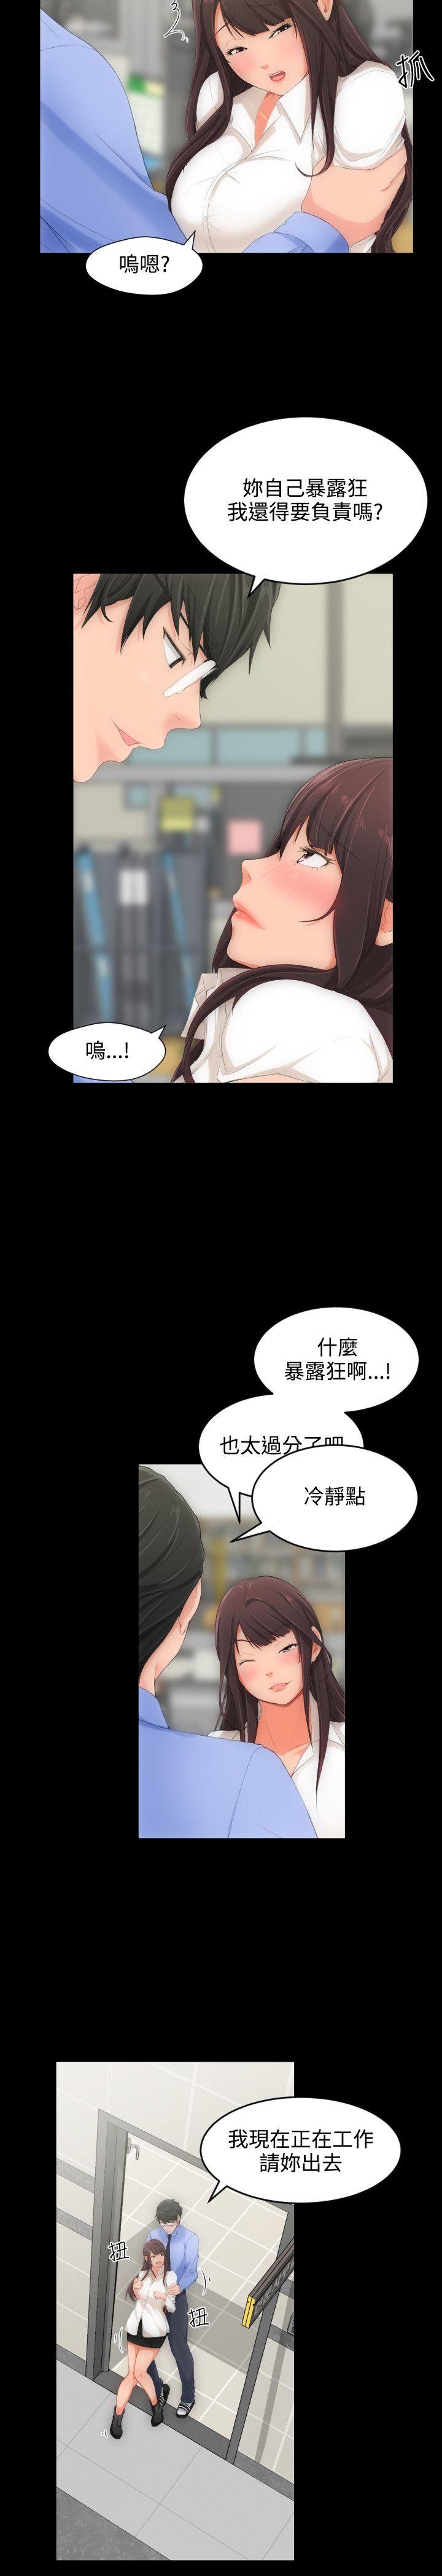 抓
嗚嗯?
妳自己暴露狂
我還得要負責嗎?
嗚...!
什麼
暴露狂啊...!
也太過分了吧
冷靜點
我現在正在工作
請妳出去
扭
扭